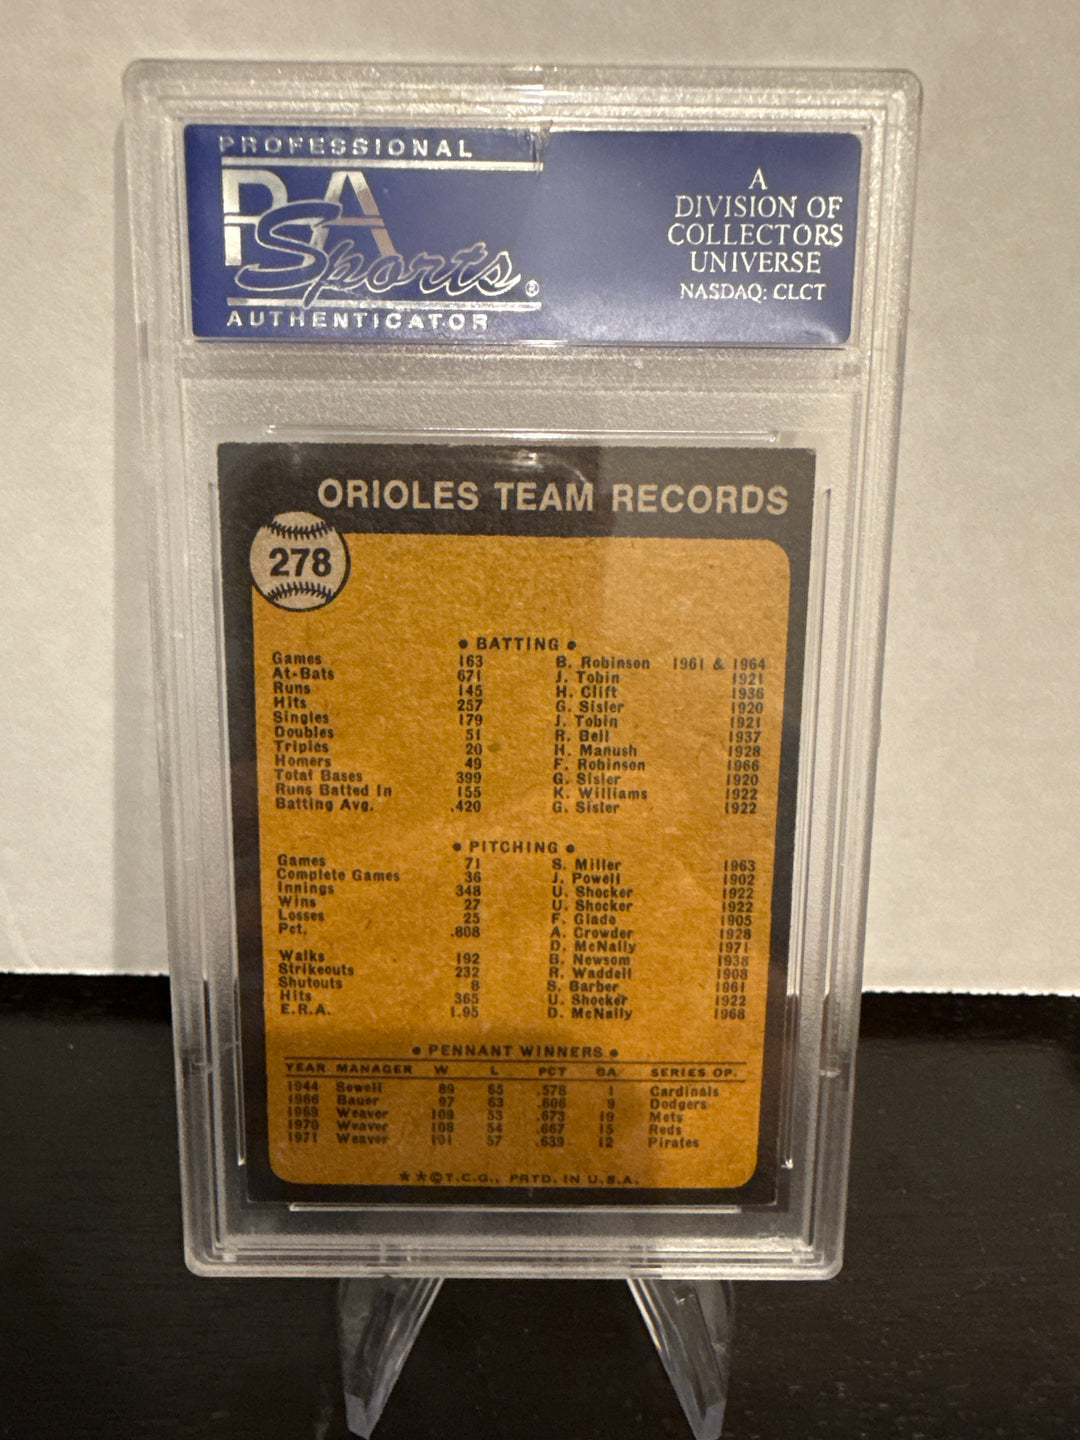 PROFESSIONAL
PSA
Sports®
AUTHENTICATOR
A
DIVISION OF
COLLECTORS
UNIVERSE
NASDAQ: CLCT
ORIOLES TEAM RECORDS
278
• BATTING •
Games 163 B. Robinson 1961 & 1964
At-Bats 671 J. Tobin 1921
Runs 145 H. Clift 1936
Hits 257 G. Sisler 1920
Singles 179 J. Tobin 1921
Doubles 51 R. Bell 1937
Triples 20 H. Manush 1928
Homers 49 F. Robinson 1966
Total Bases 399 G. Sisler 1920
Runs Batted In 155 K. Williams 1922
Batting Avg. .420 G. Sisler 1922
• PITCHING •
Games 71 S. Miller 1963
Complete Games 36 J. Powell 1902
Innings 348 U. Shocker 1922
Wins 27 U. Shocker 1922
Losses 25 F. Glade 1905
Pct. .808 A. Crowder 1928
D. McNally 1971
Walks 192 B. Newsom 1938
Strikeouts 232 R. Waddell 1908
Shutouts 8 S. Barber 1961
Hits 365 U. Shocker 1922
E.R.A. 1.95 D. McNally 1968
• PENNANT WINNERS •
YEAR MANAGER W L PCT GA SERIES OP.
1944 Sewell 89 65 .578 1 Cardinals
1966 Bauer 97 63 .606 9 Dodgers
1969 Weaver 109 53 .673 19 Mets
1970 Weaver 108 54 .667 15 Reds
1971 Weaver 101 57 .639 12 Pirates
**©T.C.G., PRTD. IN U.S.A.